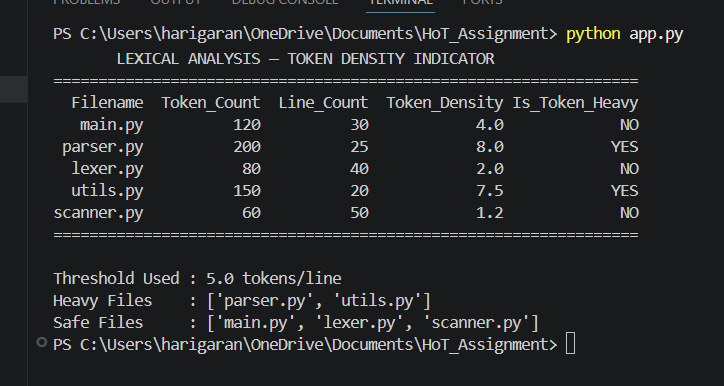 PROBLEMS OUTPUT DEBUG CONSOLE TERMINAL PORTS
PS C:\Users\harigaran\OneDrive\Documents\HoT_Assignment> python app.py
LEXICAL ANALYSIS — TOKEN DENSITY INDICATOR
=================================================================
Filename Token_Count Line_Count Token_Density Is_Token_Heavy
main.py 120 30 4.0 NO
parser.py 200 25 8.0 YES
lexer.py 80 40 2.0 NO
utils.py 150 20 7.5 YES
scanner.py 60 50 1.2 NO
=================================================================
Threshold Used : 5.0 tokens/line
Heavy Files : ['parser.py', 'utils.py']
Safe Files : ['main.py', 'lexer.py', 'scanner.py']
PS C:\Users\harigaran\OneDrive\Documents\HoT_Assignment>